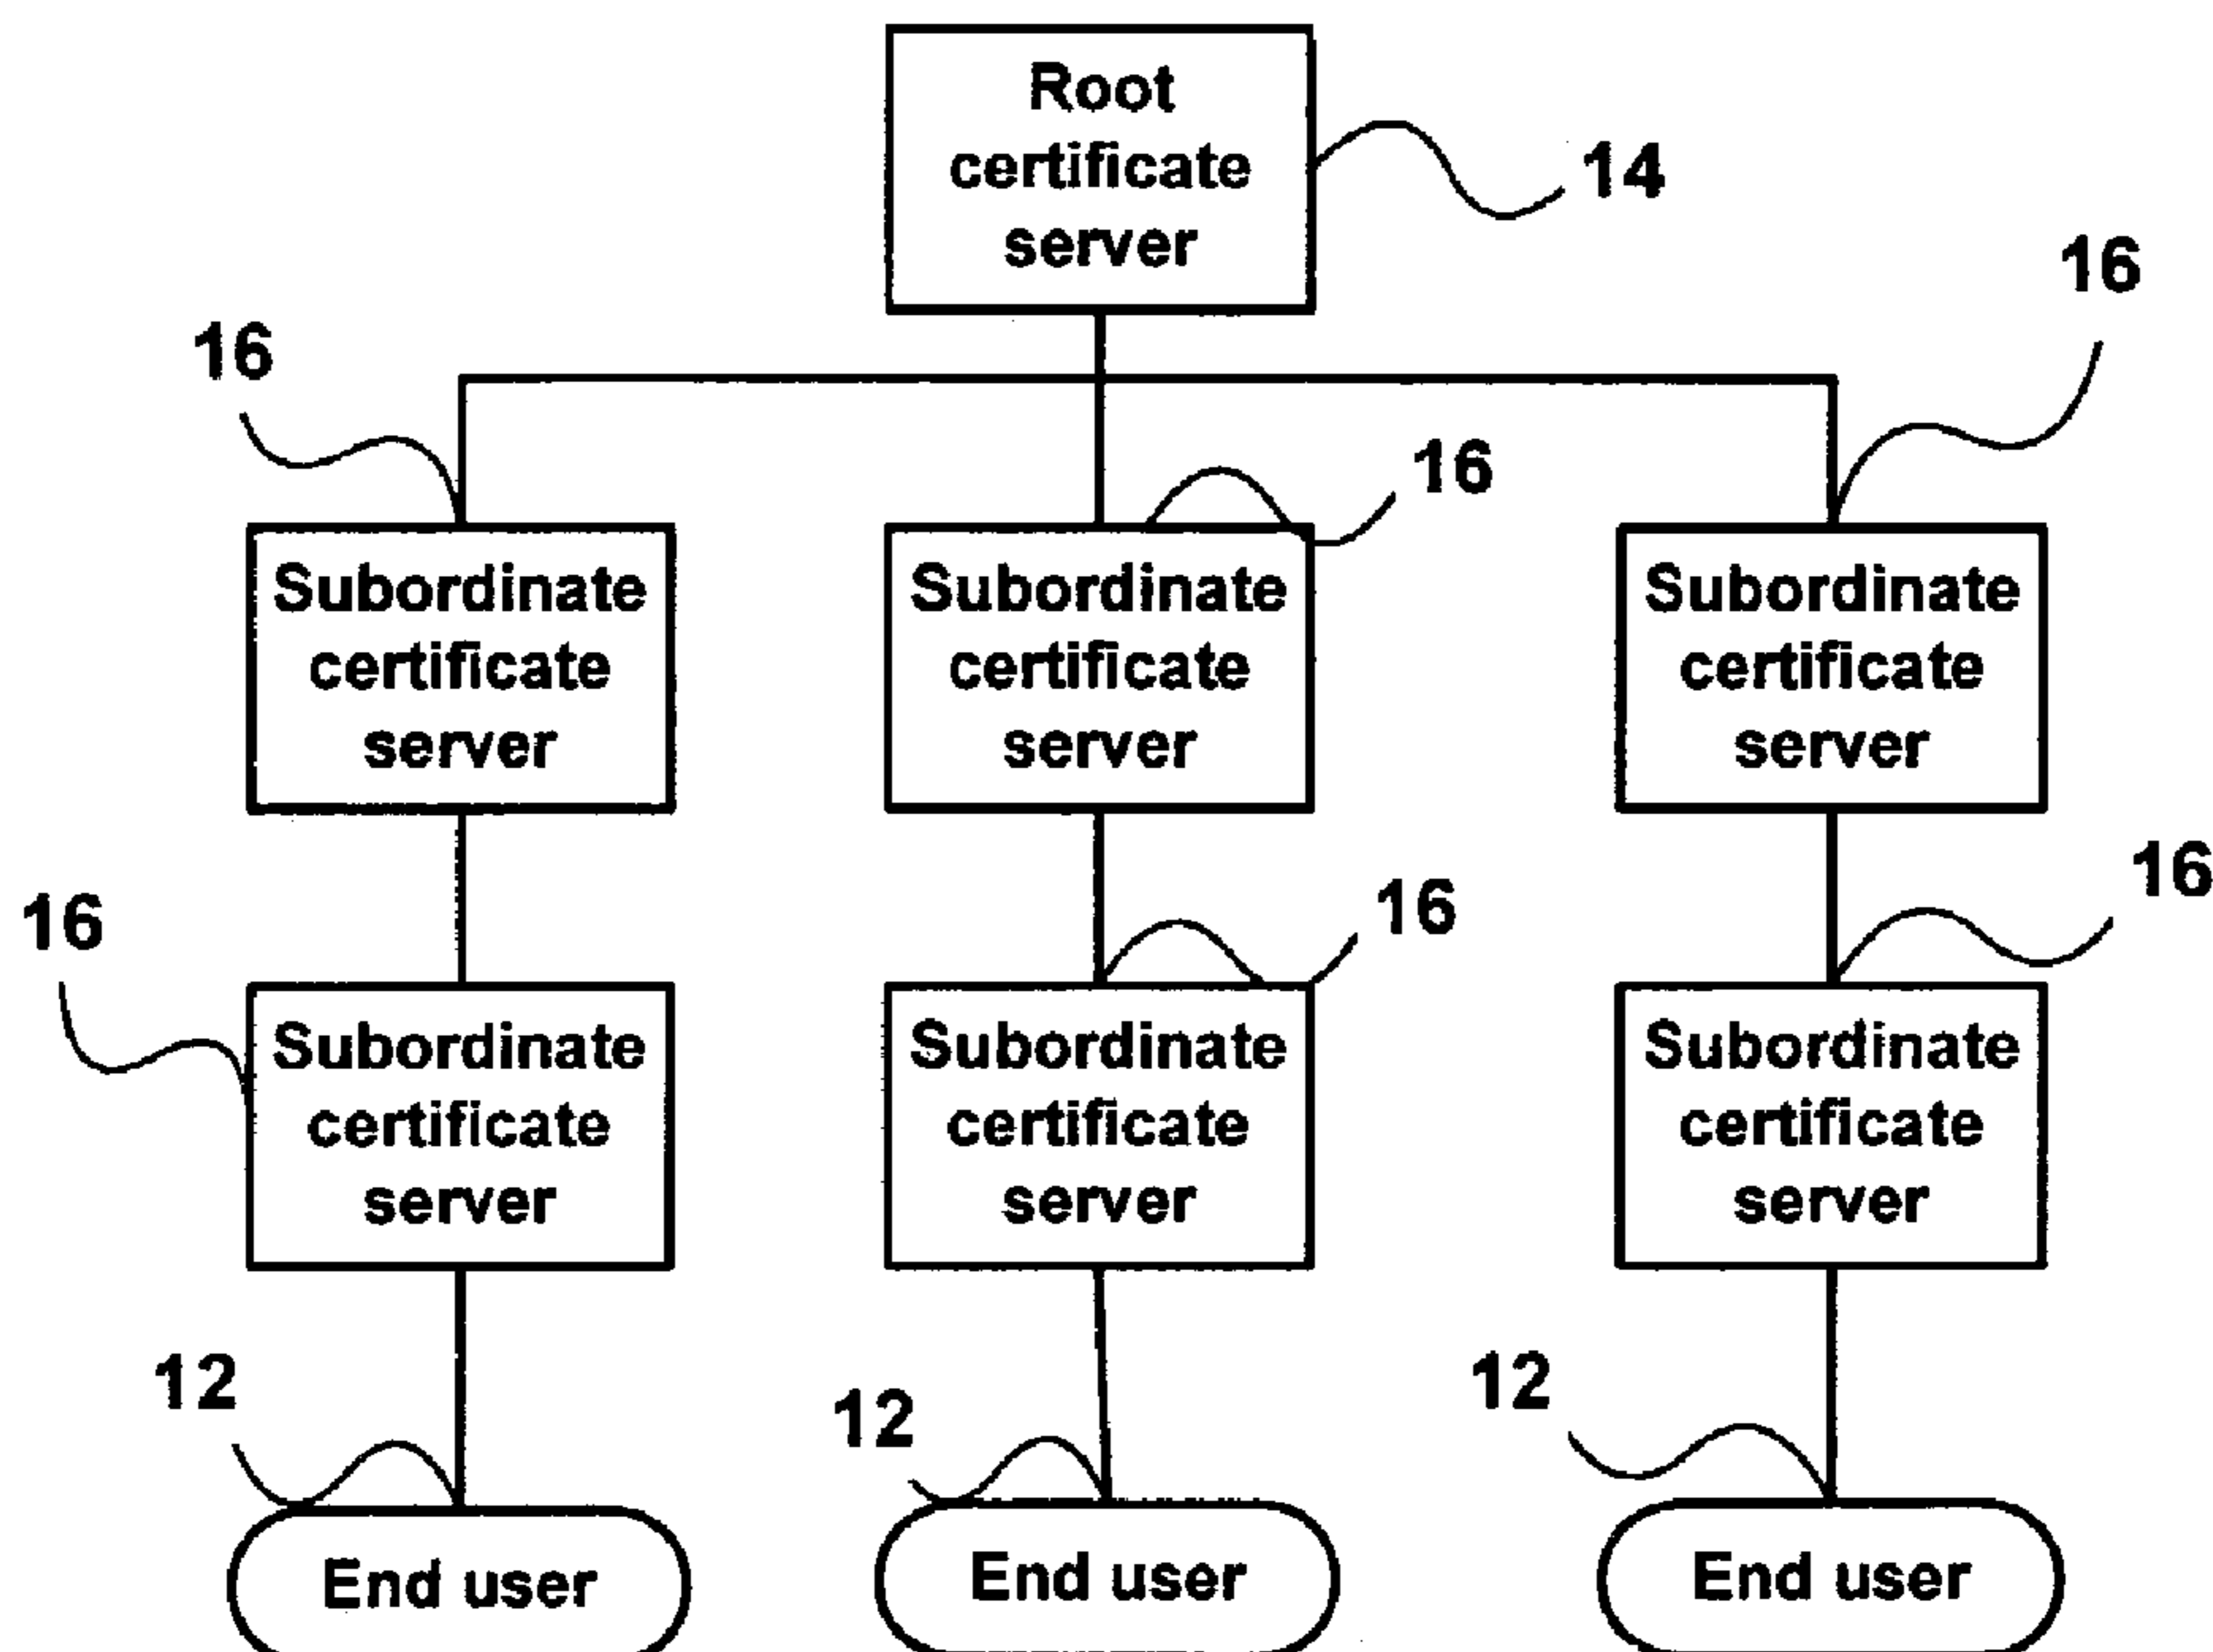 Root
certificate
server
14
16
16
16
Subordinate
certificate
server
Subordinate
certificate
server
Subordinate
certificate
server
16
16
16
Subordinate
certificate
server
Subordinate
certificate
server
Subordinate
certificate
server
12
12
12
End user
End user
End user